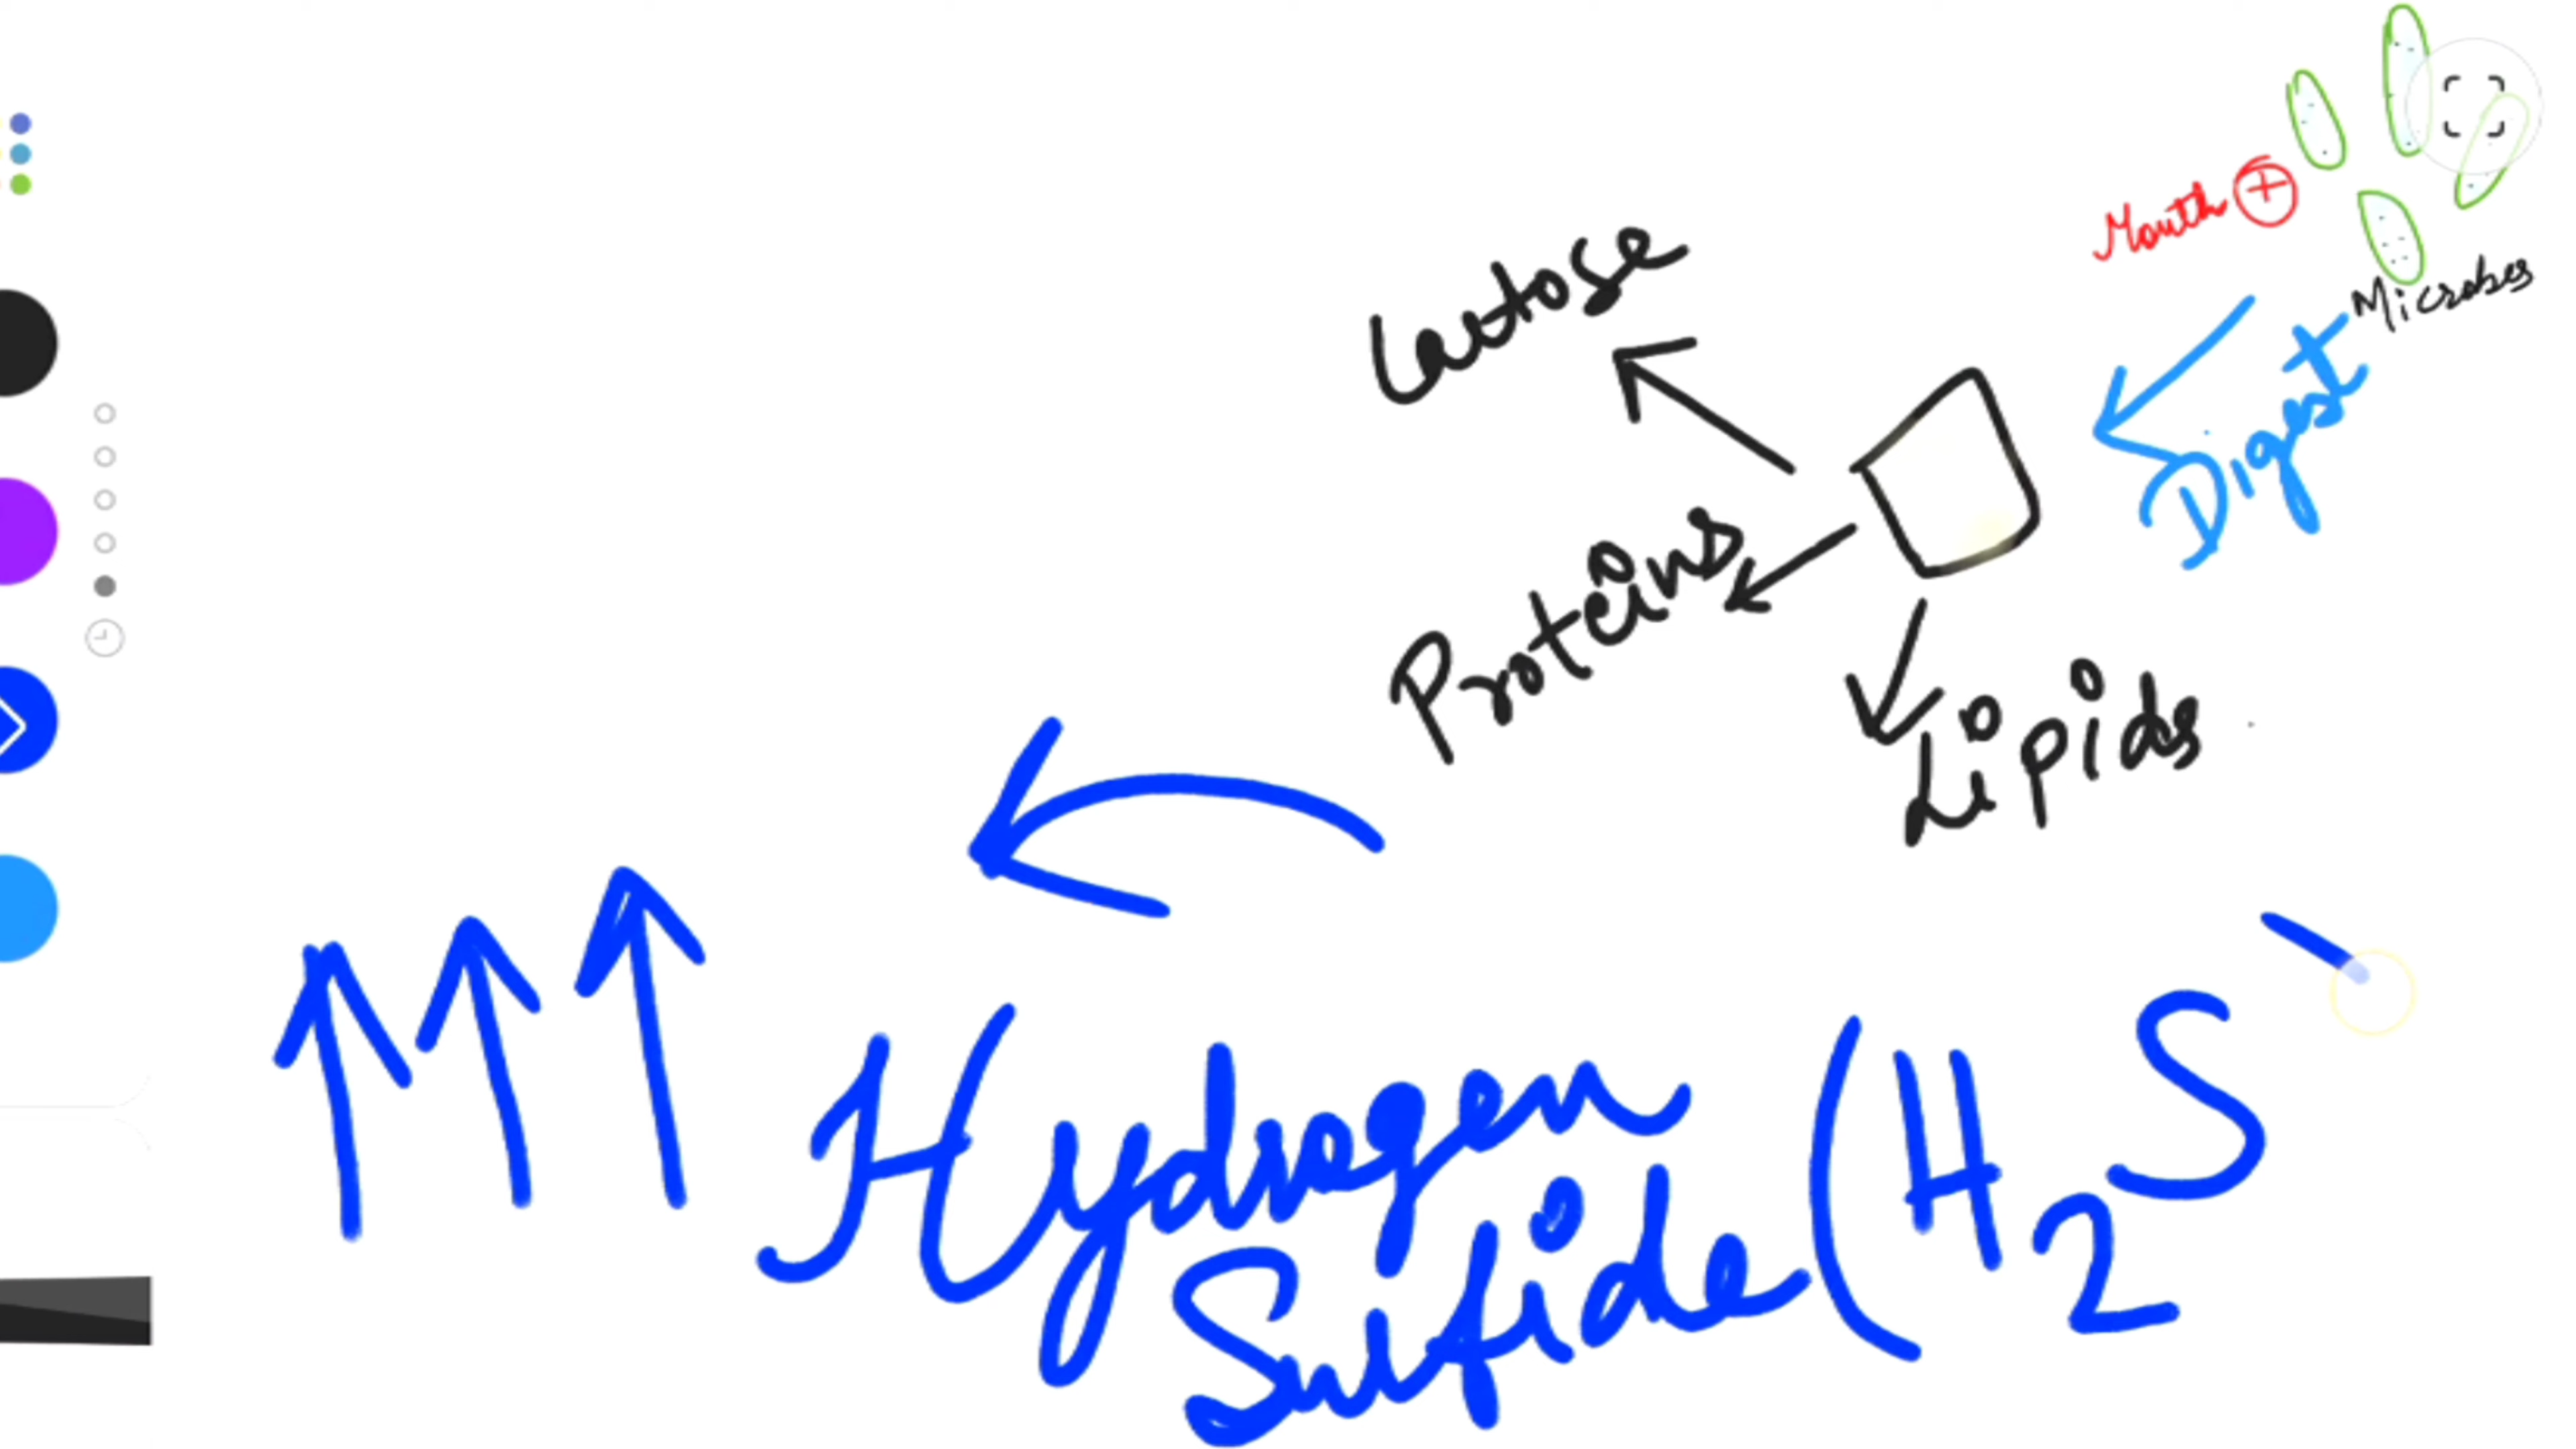 Mouth +
Microbes
Digest
Lactose
Proteins
Lipids
Hydrogen
Sulfide (H2S